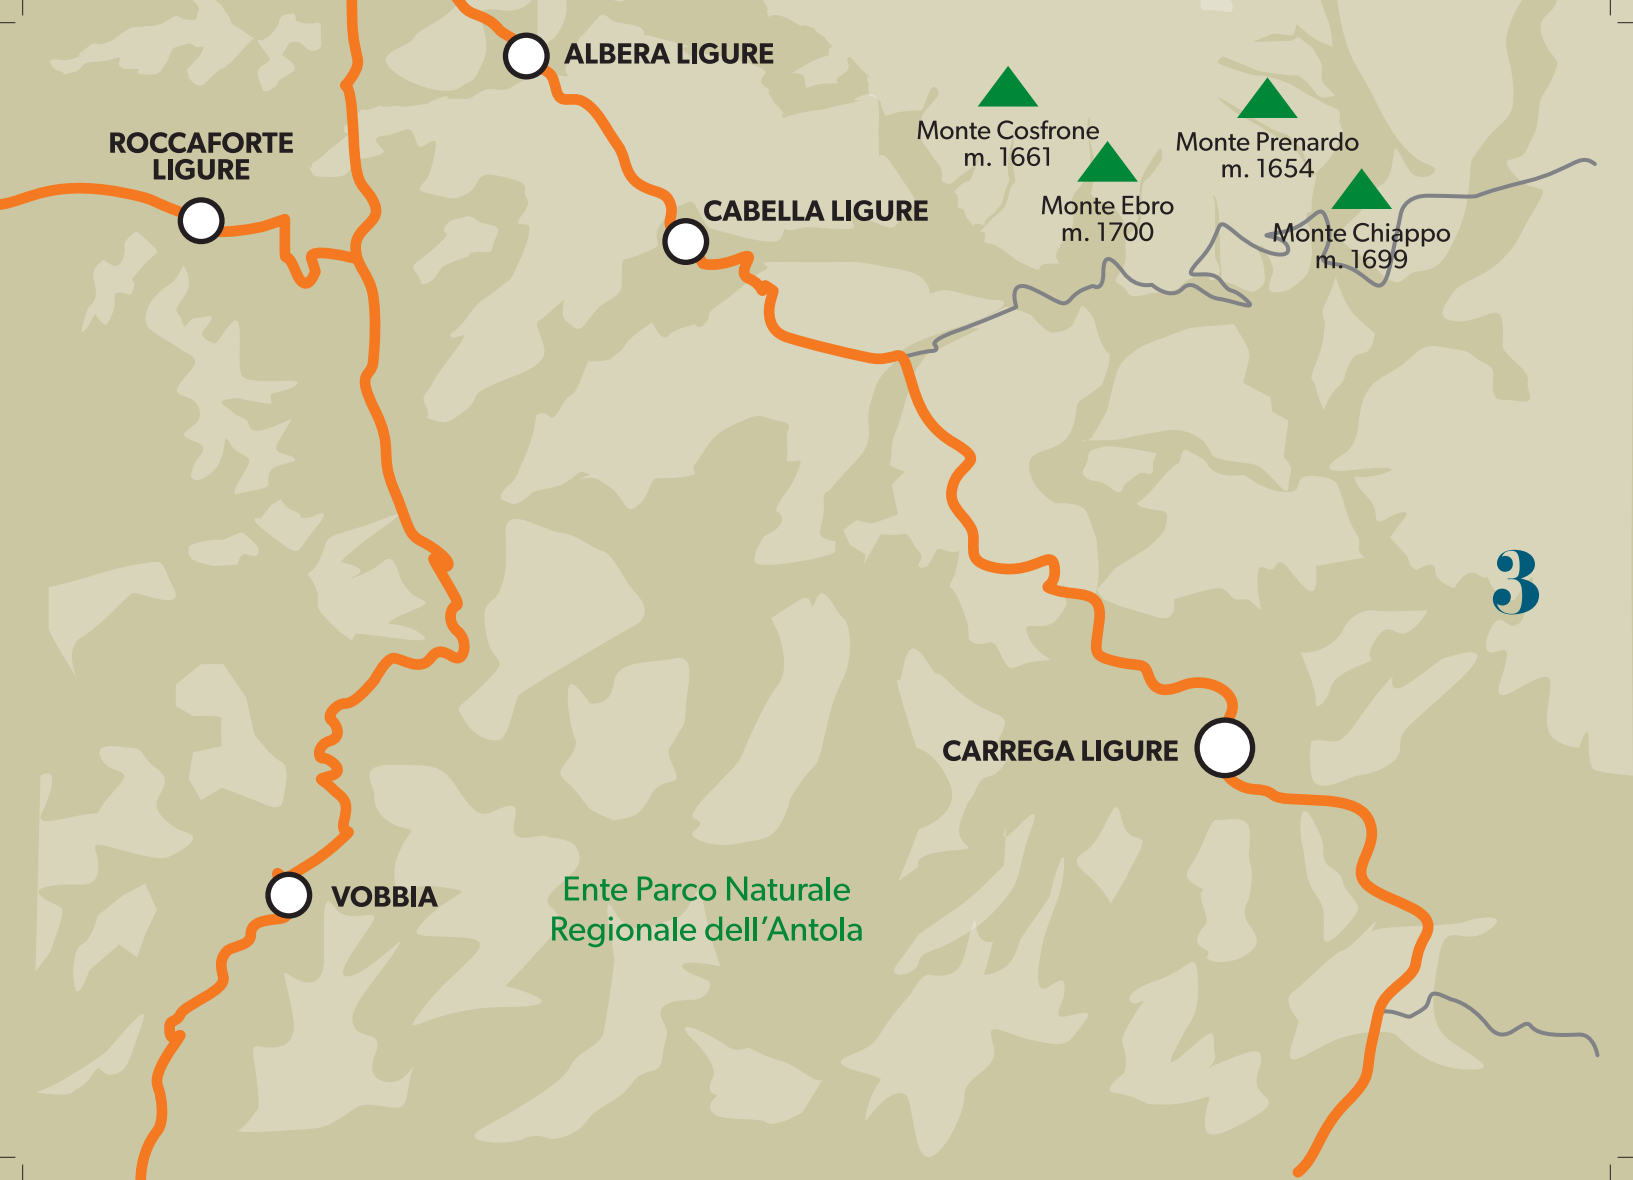 ALBERA LIGURE
ROCCAFORTE
LIGURE
CABELLA LIGURE
Monte Cosfrone
m. 1661
Monte Ebro
m. 1700
Monte Prenardo
m. 1654
Monte Chiappo
m. 1699
3
CARREGA LIGURE
VOBBIA
Ente Parco Naturale
Regionale dell'Antola